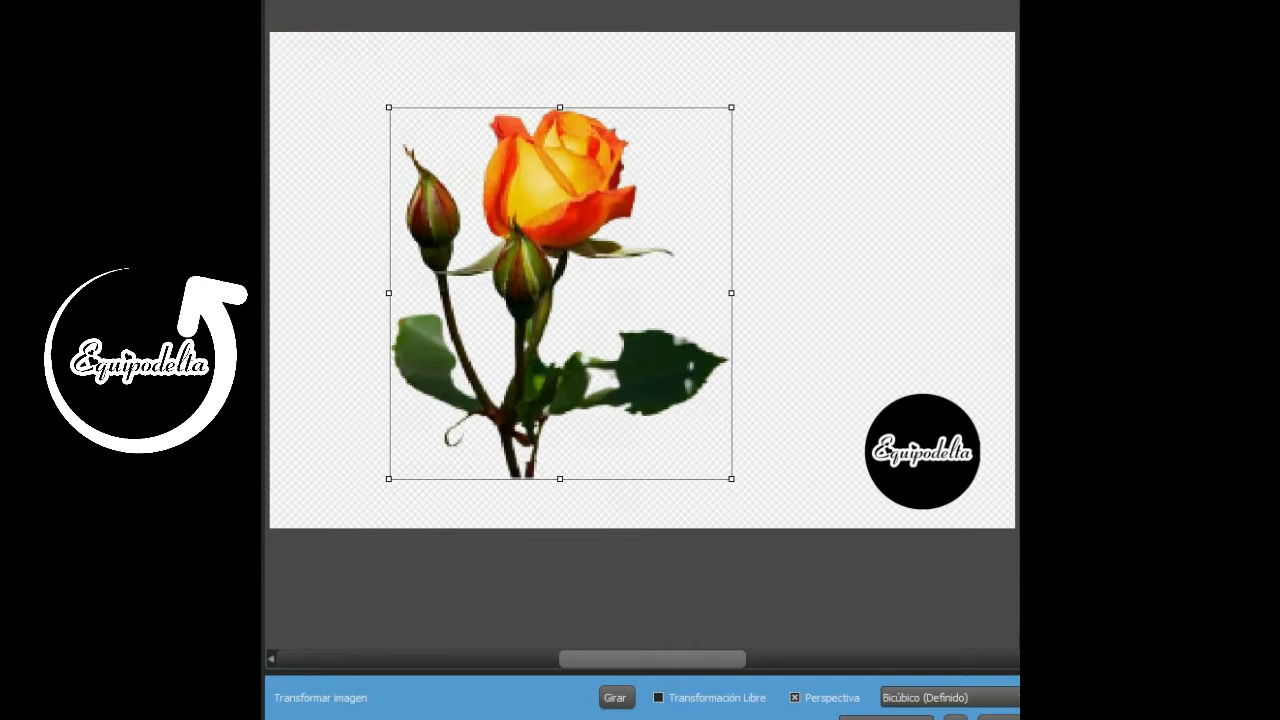 Equipodelta
Equipodelta
Transformar imagen
Girar
Transformación Libre
Perspectiva
Bicúbico (Definido)